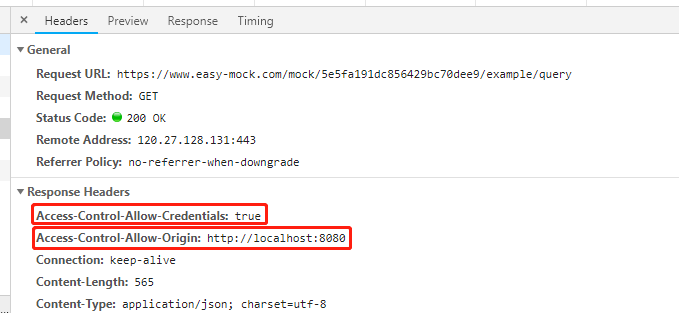 × Headers Preview Response Timing
▼ General
Request URL: https://www.easy-mock.com/mock/5e5fa191dc856429bc70dee9/example/query
Request Method: GET
Status Code: 200 OK
Remote Address: 120.27.128.131:443
Referrer Policy: no-referrer-when-downgrade
▼ Response Headers
Access-Control-Allow-Credentials: true
Access-Control-Allow-Origin: http://localhost:8080
Connection: keep-alive
Content-Length: 565
Content-Type: application/json; charset=utf-8
...